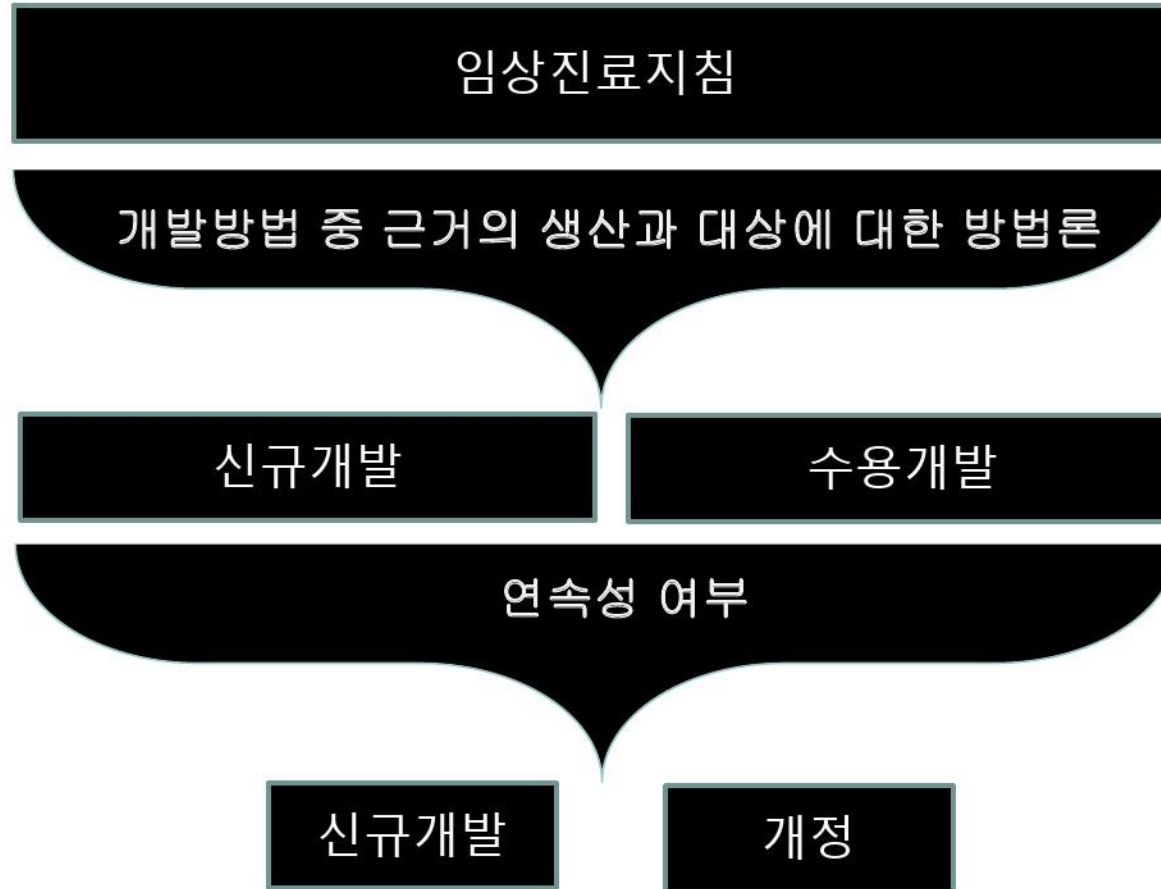 임상진료지침
개발방법 중 근거의 생산과 대상에 대한 방법론
신규개발
수용개발
연속성 여부
신규개발
개정